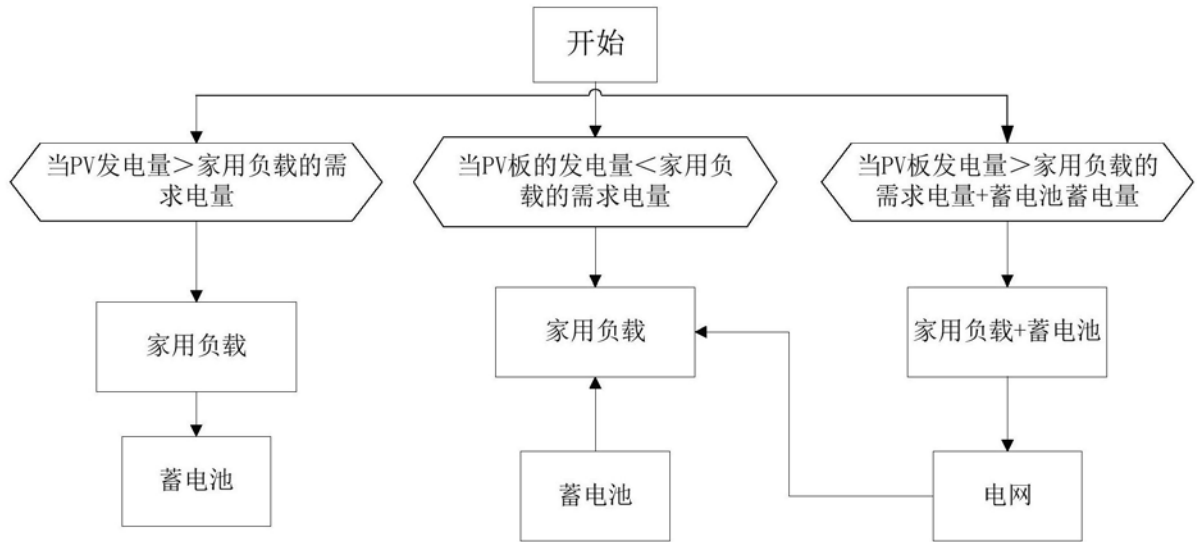 开始
当PV发电量＞家用负载的需
求电量
当PV板的发电量＜家用负
载的需求电量
当PV板发电量＞家用负载的
需求电量+蓄电池蓄电量
家用负载
家用负载
家用负载+蓄电池
蓄电池
蓄电池
电网